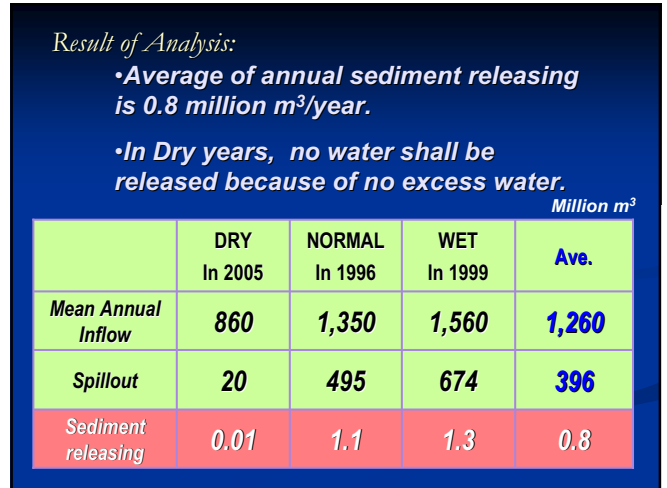 Result of Analysis:
•Average of annual sediment releasing
is 0.8 million m³/year.
•In Dry years, no water shall be
released because of no excess water.
Million m³
DRY In 2005 NORMAL In 1996 WET In 1999 Ave.
Mean Annual Inflow 860 1,350 1,560 1,260
Spillout 20 495 674 396
Sediment releasing 0.01 1.1 1.3 0.8